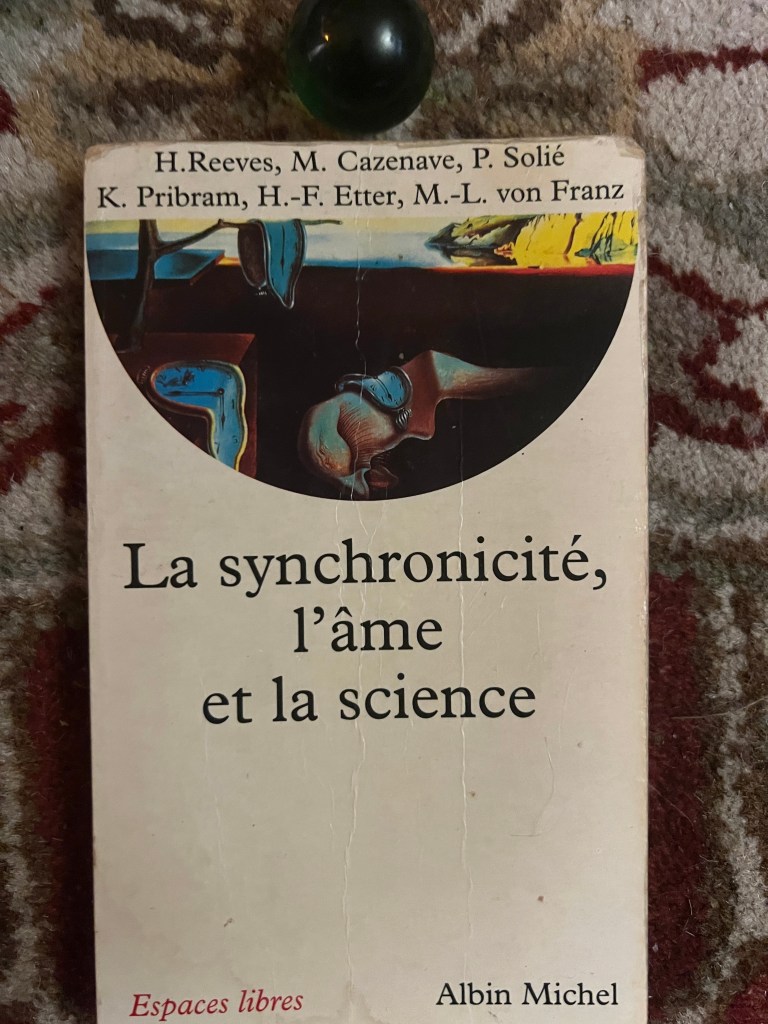 H.Reeves, M. Cazenave, P. Solié
K. Pribram, H.-F. Etter, M.-L. von Franz
La synchronicité,
l'âme
et la science
Espaces libres
Albin Michel